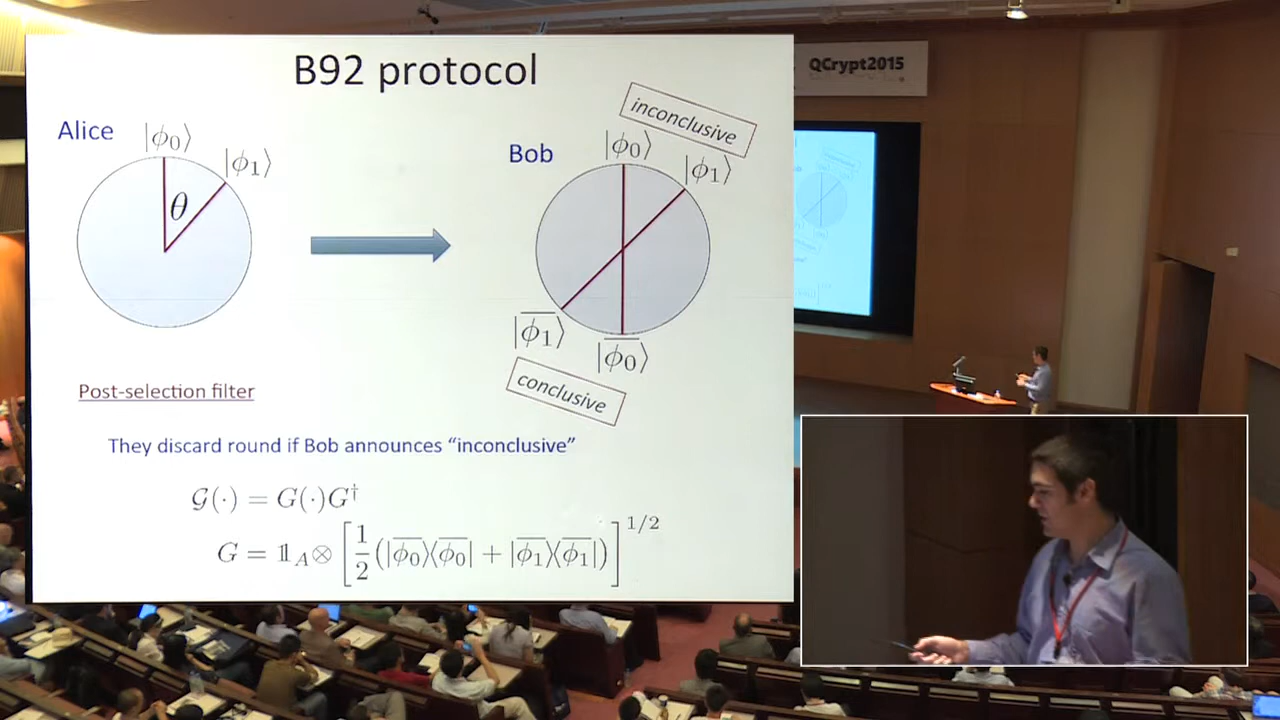 B92 protocol
Alice
|ϕ₀⟩
|ϕ₁⟩
θ
Bob
inconclusive
|ϕ₀⟩
|ϕ₁⟩
|ϕ̅₁⟩
|ϕ̅₀⟩
conclusive
Post-selection filter
They discard round if Bob announces “inconclusive”
𝒢(·) = G(·)G†
G = 𝟙_A ⊗ [1/2 (|ϕ̅₀⟩⟨ϕ̅₀| + |ϕ̅₁⟩⟨ϕ̅₁|)]^{1/2}
QCrypt2015